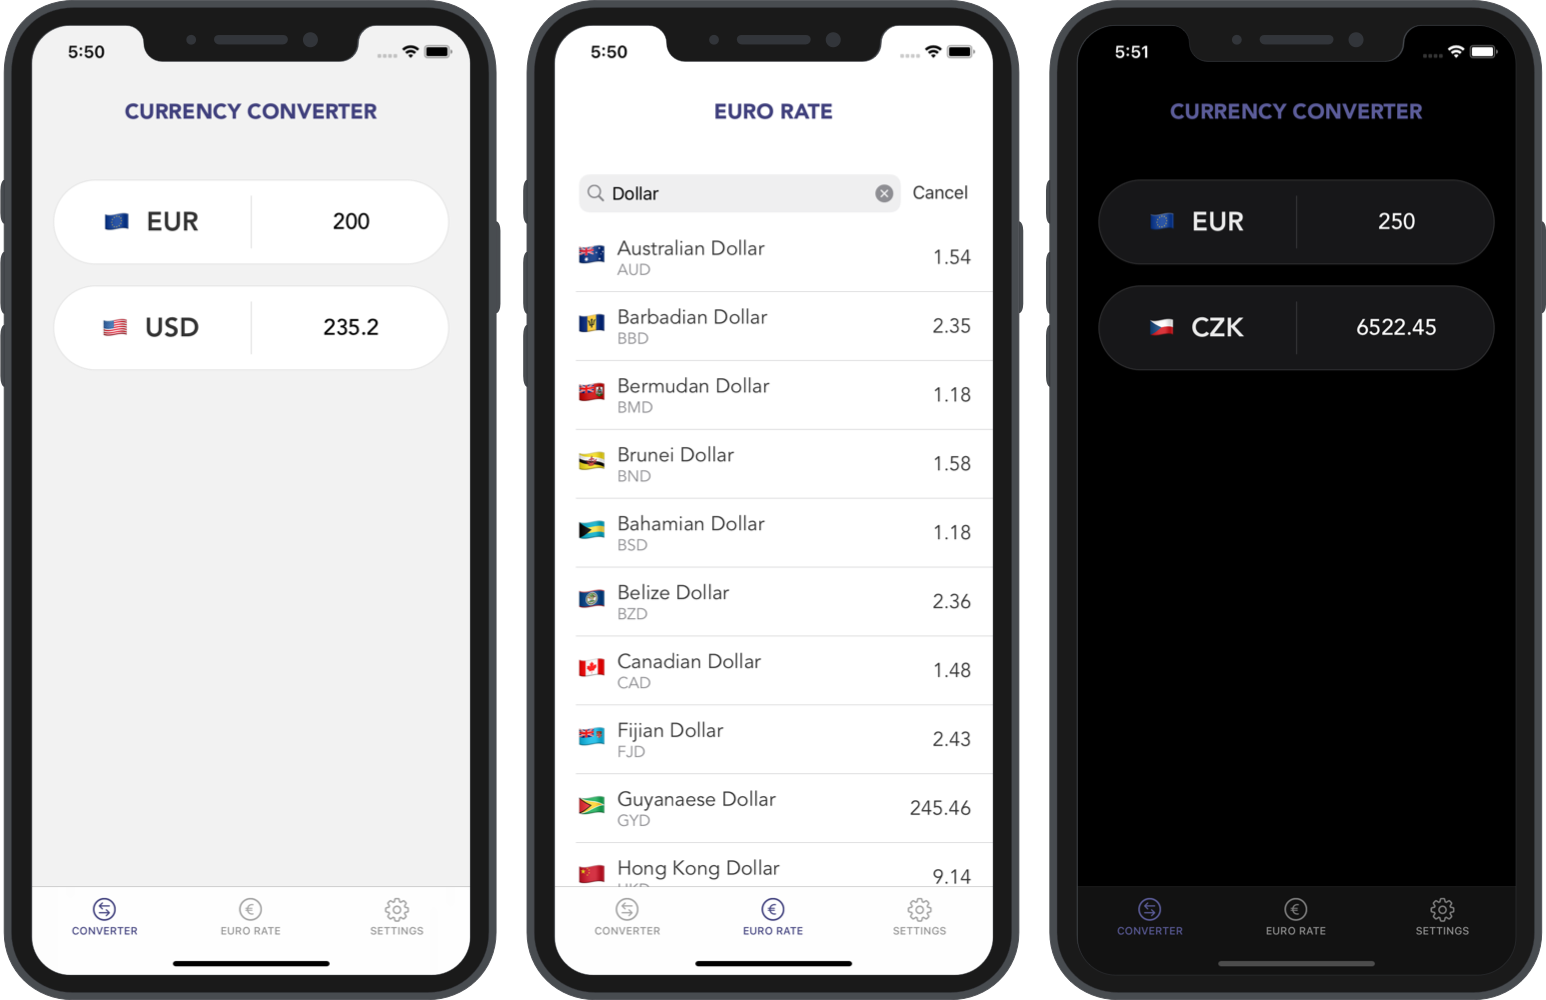 5:50
CURRENCY CONVERTER
EUR 200
USD 235.2
CONVERTER EURO RATE SETTINGS
5:50
EURO RATE
Dollar Cancel
Australian Dollar
AUD
1.54
Barbadian Dollar
BBD
2.35
Bermudan Dollar
BMD
1.18
Brunei Dollar
BND
1.58
Bahamian Dollar
BSD
1.18
Belize Dollar
BZD
2.36
Canadian Dollar
CAD
1.48
Fijian Dollar
FJD
2.43
Guyanaese Dollar
GYD
245.46
Hong Kong Dollar
9.14
CONVERTER EURO RATE SETTINGS
5:51
CURRENCY CONVERTER
EUR 250
CZK 6522.45
CONVERTER EURO RATE SETTINGS